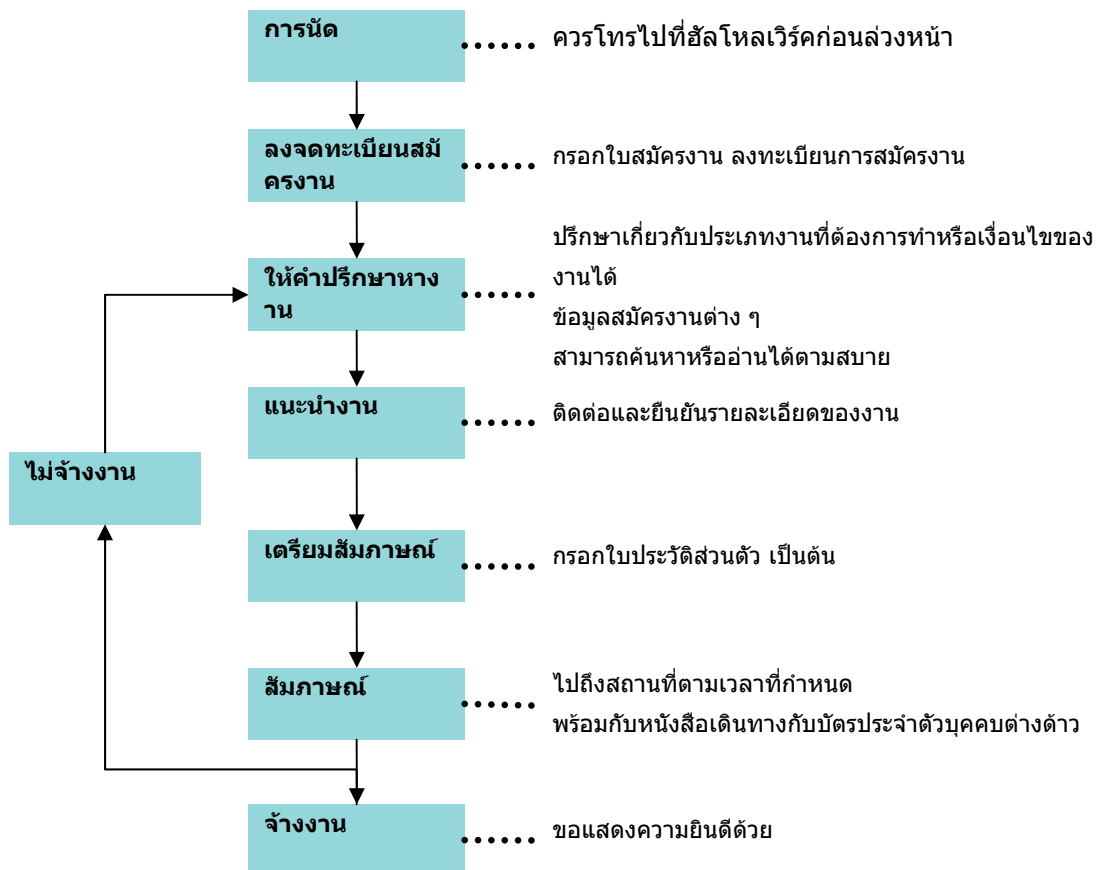 การนัด
ควรโทรไปที่ฮัลโหลเวิร์คก่อนล่วงหน้า
ลงจดทะเบียนสมั
ครงาน
กรอกใบสมัครงาน ลงทะเบียนการสมัครงาน
ให้คำปรึกษาหาง
าน
ปรึกษาเกี่ยวกับประเภทงานที่ต้องการทำหรือเงื่อนไขของ
งานได้
ข้อมูลสมัครงานต่าง ๆ
สามารถค้นหาหรืออ่านได้ตามสบาย
แนะนำงาน
ติดต่อและยืนยันรายละเอียดของงาน
ไม่จ้างงาน
เตรียมสัมภาษณ์
กรอกใบประวัติส่วนตัว เป็นต้น
สัมภาษณ์
ไปถึงสถานที่ตามเวลาที่กำหนด
พร้อมกับหนังสือเดินทางกับบัตรประจำตัวบุคคบต่างด้าว
จ้างงาน
ขอแสดงความยินดีด้วย